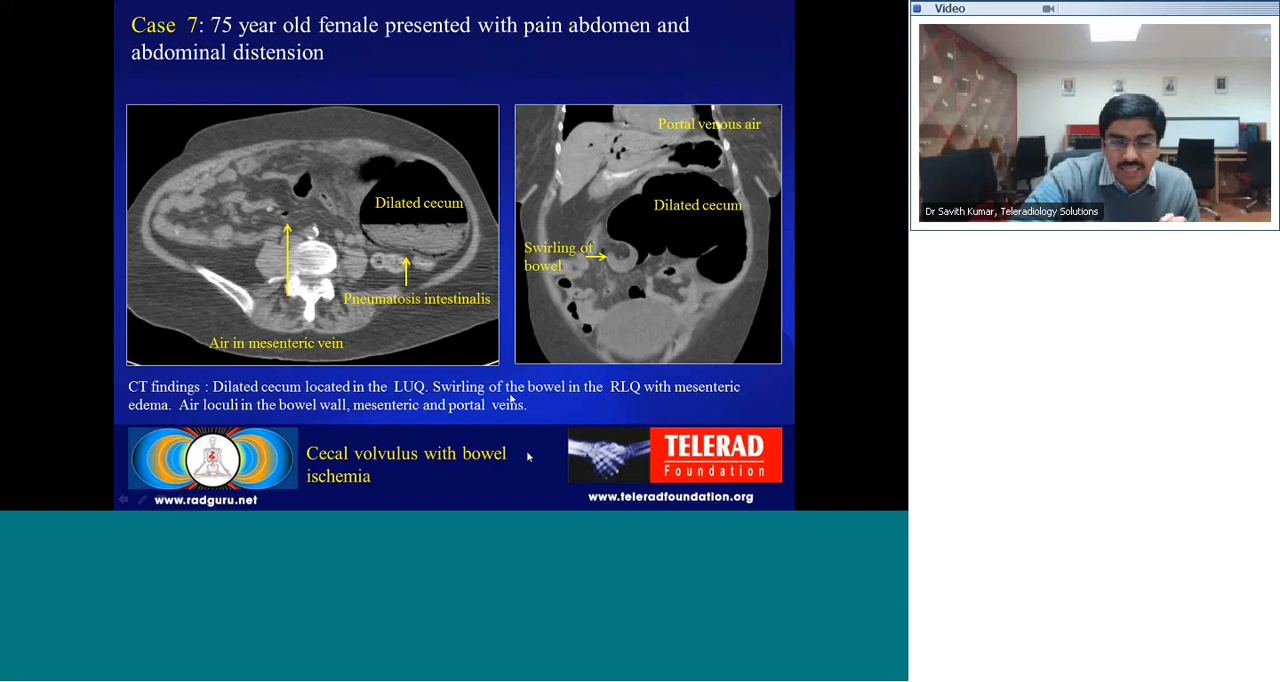 Case 7: 75 year old female presented with pain abdomen and
abdominal distension
Dilated cecum
Pneumatosis intestinalis
Air in mesenteric vein
Portal venous air
Dilated cecum
Swirling of
bowel
CT findings : Dilated cecum located in the LUQ. Swirling of the bowel in the RLQ with mesenteric
edema. Air loculi in the bowel wall, mesenteric and portal veins.
Cecal volvulus with bowel
ischemia
www.radguru.net
TELERAD
Foundation
www.teleradfoundation.org
Video
Dr Savith Kumar, Teleradiology Solutions